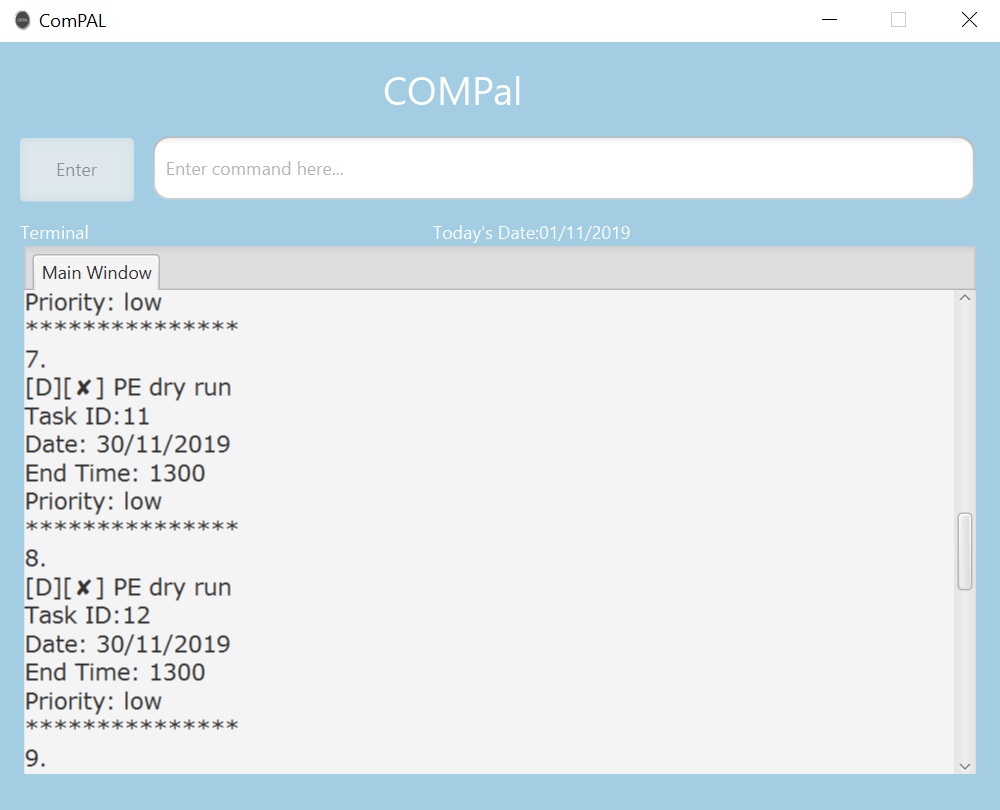 ComPAL
COMPal
Enter
Enter command here...
Terminal
Today's Date:01/11/2019
Main Window
Priority: low
***************
7.
[D][✘] PE dry run
Task ID:11
Date: 30/11/2019
End Time: 1300
Priority: low
***************
8.
[D][✘] PE dry run
Task ID:12
Date: 30/11/2019
End Time: 1300
Priority: low
***************
9.